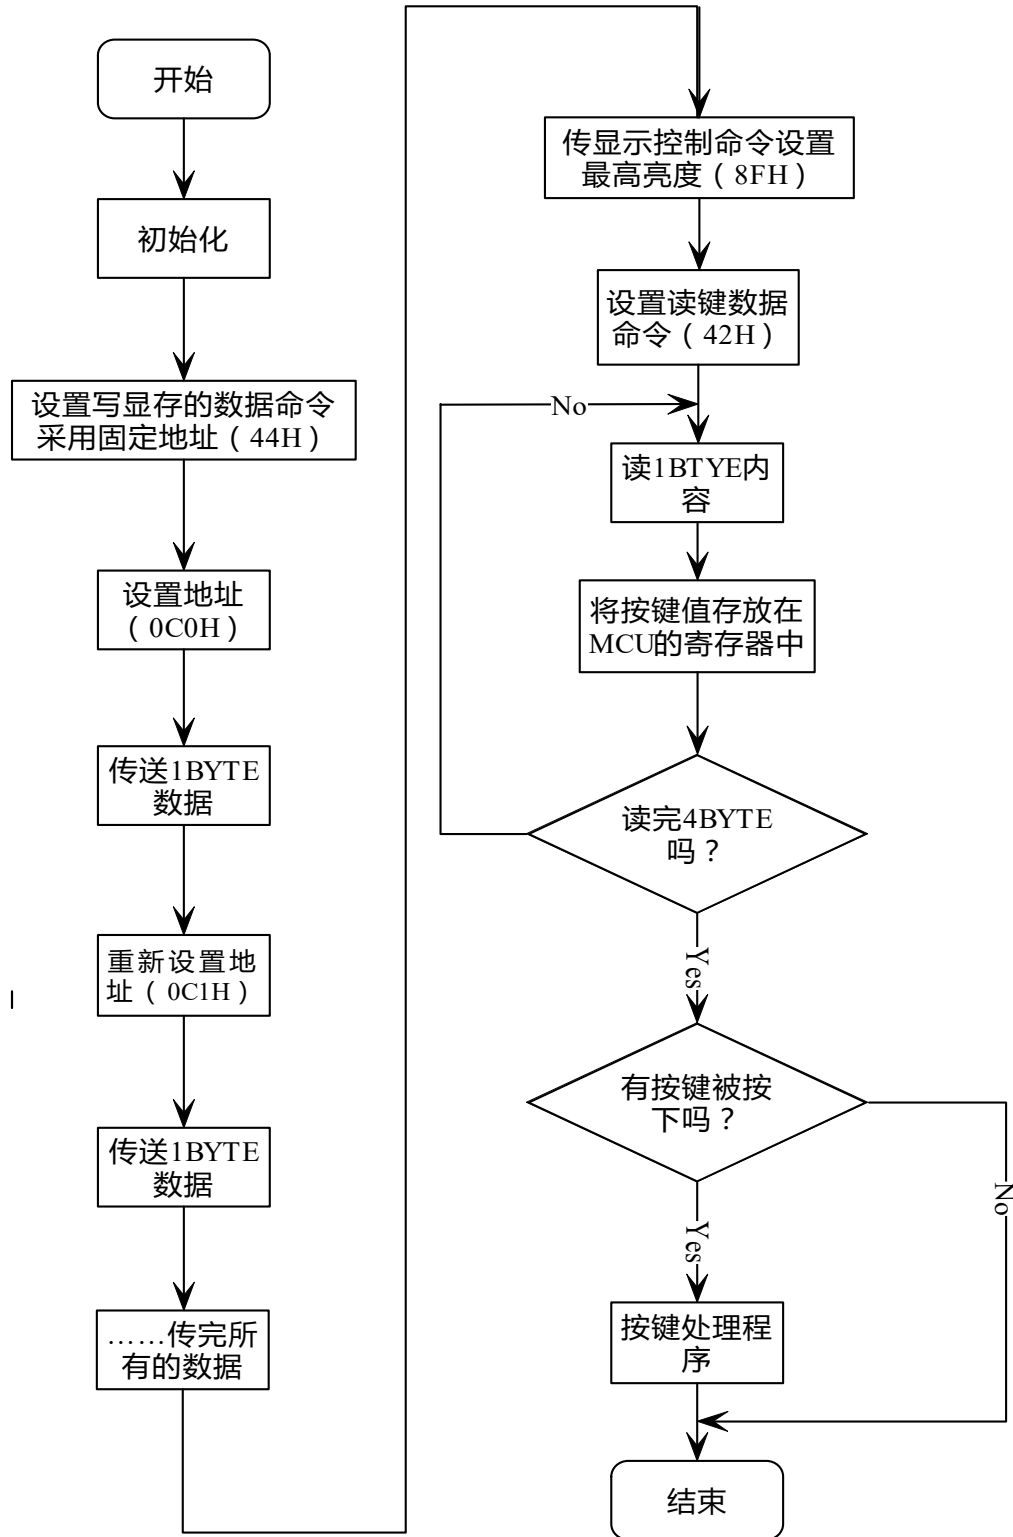 开始
初始化
设置写显存的数据命令
采用固定地址（44H）
设置地址
（0C0H）
传送1BYTE
数据
重新设置地
址（ 0C1H）
传送1BYTE
数据
……传完所
有的数据
传显示控制命令设置
最高亮度（8FH）
设置读键数据
命令（42H）
No
读1BTYE内
容
将按键值存放在
MCU的寄存器中
读完4BYTE
吗？
Yes
有按键被按
下吗？
No
Yes
按键处理程
序
结束